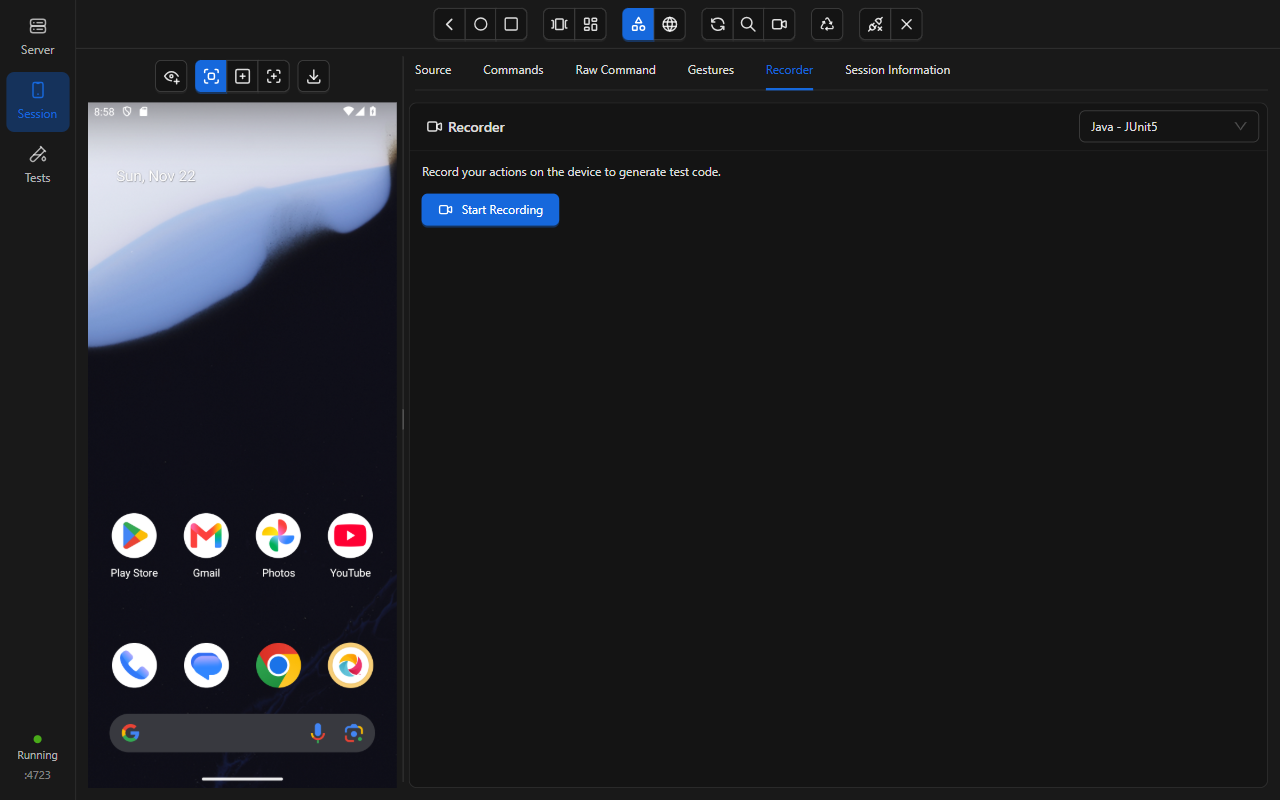 Server
Session
Tests
Running
:4723
8:58
Sun, Nov 22
Play Store
Gmail
Photos
YouTube
Source
Commands
Raw Command
Gestures
Recorder
Session Information
Recorder
Java - JUnit5
Record your actions on the device to generate test code.
Start Recording